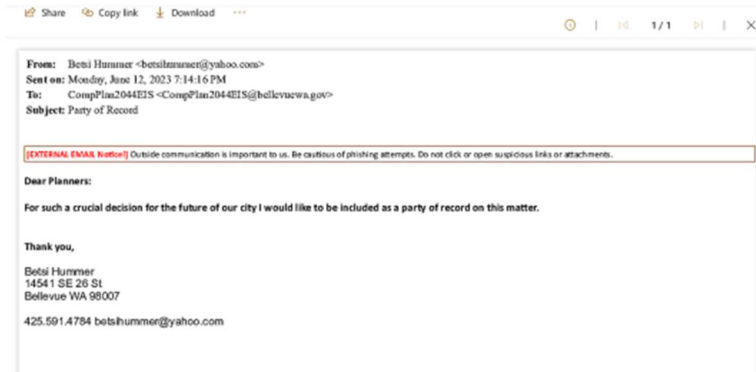 Share Copy link Download ...
1 / 1
From: Betsi Hummer <betsihummer@yahoo.com>
Sent on: Monday, June 12, 2023 7:14:16 PM
To: CompPlan2044EIS <CompPlan2044EIS@bellevuewa.gov>
Subject: Party of Record
[EXTERNAL EMAIL Notice!] Outside communication is important to us. Be cautious of phishing attempts. Do not click or open suspicious links or attachments.
Dear Planners:
For such a crucial decision for the future of our city I would like to be included as a party of record on this matter.
Thank you,
Betsi Hummer
14541 SE 26 St
Bellevue WA 98007
425.591.4784 betsihummer@yahoo.com